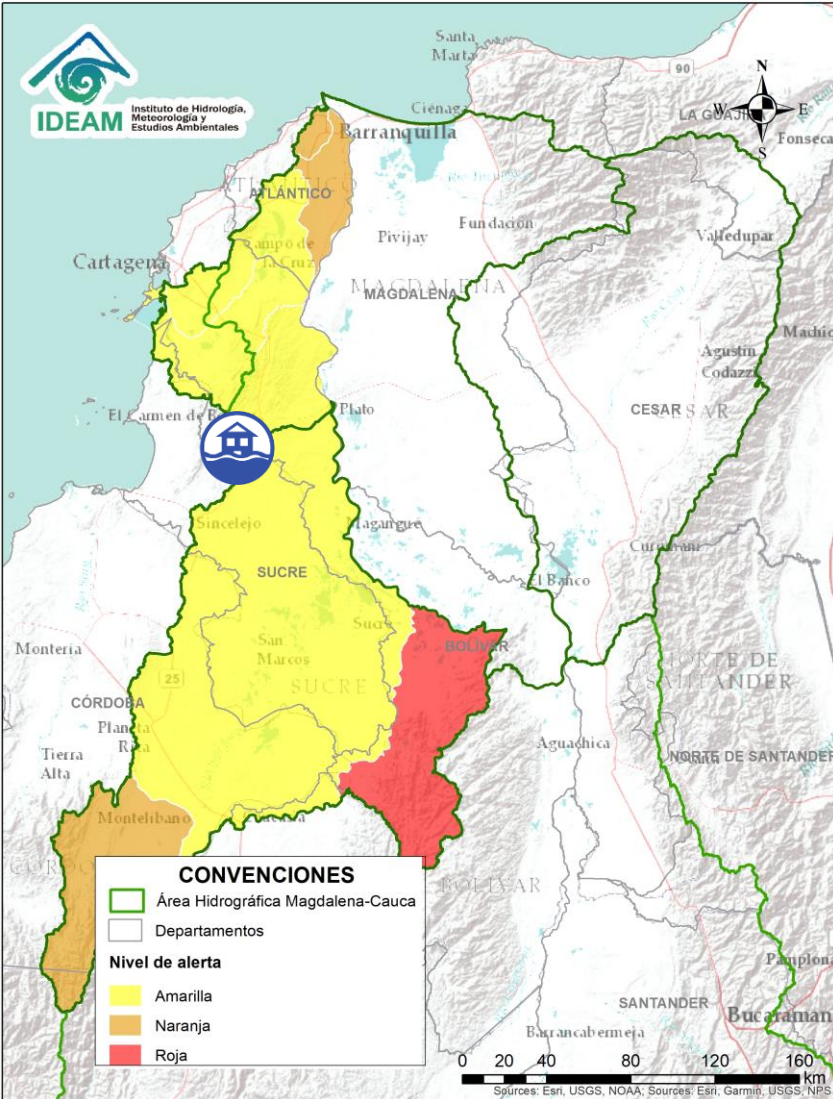 IDEAM
Instituto de Hidrología,
Meteorología y
Estudios Ambientales
Santa
Marta
90
N
W
E
S
LA GUAJIRA
Ciénaga
Barranquilla
Fonseca
ATLÁNTICO
Pivijay
Fundación
Valledupar
Campo de
la Cruz
Cartagena
MAGDALENA
MAGDALENA
Agustín
Codazzi
CESAR
CESAR
El Carmen de
Plato
Sincelejo
Magangue
Curumaní
El Banco
SUCRE
Sucre
BOLÍVAR
Montería
San
Marcos
SUCRE
NORTE DE
SANTANDER
25
CÓRDOBA
Planeta
Rica
Tierra
Alta
Aguachica
NORTE DE SANTANDER
Montelibano
BOLÍVAR
CONVENCIONES
Área Hidrográfica Magdalena-Cauca
Departamentos
Nivel de alerta
Amarilla
Naranja
Roja
Pamplona
SANTANDER
Bucaraman
Barrancabermeja
0 20 40 80 120 160
km
Sources: Esri, USGS, NOAA; Sources: Esri, Garmin, USGS, NPS